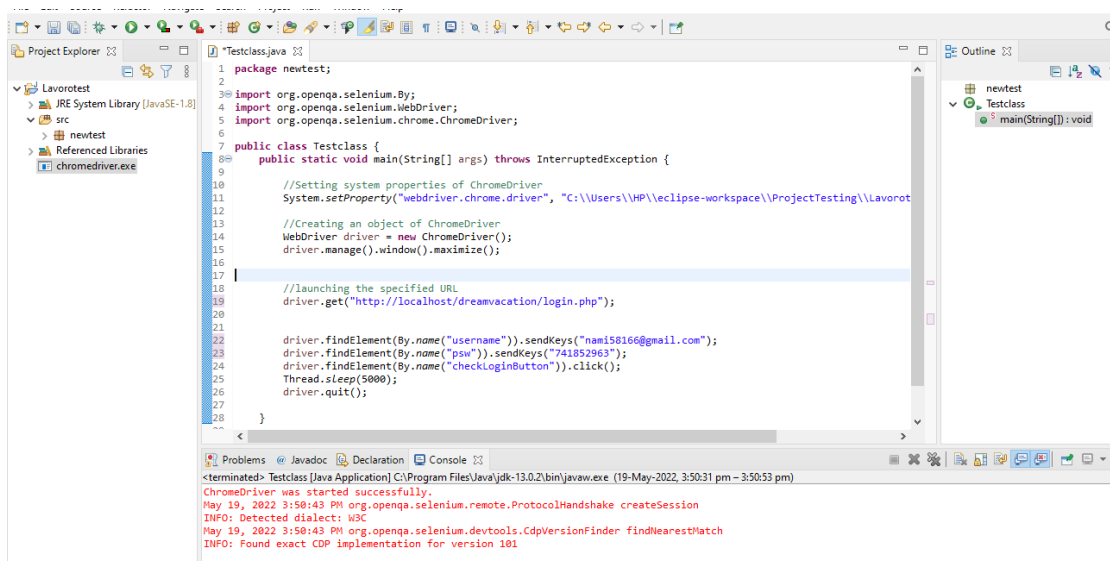 Project Explorer
Lavorotest
JRE System Library [JavaSE-1.8]
src
newtest
Referenced Libraries
chromedriver.exe
*Testclass.java
1 package newtest;
2
3 import org.openqa.selenium.By;
4 import org.openqa.selenium.WebDriver;
5 import org.openqa.selenium.chrome.ChromeDriver;
6
7 public class Testclass {
8 public static void main(String[] args) throws InterruptedException {
9
10 //Setting system properties of ChromeDriver
11 System.setProperty("webdriver.chrome.driver", "C:\\Users\\HP\\eclipse-workspace\\ProjectTesting\\Lavorot
12
13 //Creating an object of ChromeDriver
14 WebDriver driver = new ChromeDriver();
15 driver.manage().window().maximize();
16
17
18 //launching the specified URL
19 driver.get("http://localhost/dreamvacation/login.php");
20
21
22 driver.findElement(By.name("username")).sendKeys("nami58166@gmail.com");
23 driver.findElement(By.name("psw")).sendKeys("741852963");
24 driver.findElement(By.name("checkLoginButton")).click();
25 Thread.sleep(5000);
26 driver.quit();
27
28 }
Outline
newtest
Testclass
main(String[]) : void
Problems @ Javadoc Declaration Console
<terminated> Testclass [Java Application] C:\Program Files\Java\jdk-13.0.2\bin\javaw.exe (19-May-2022, 3:50:31 pm – 3:50:53 pm)
ChromeDriver was started successfully.
May 19, 2022 3:50:43 PM org.openqa.selenium.remote.ProtocolHandshake createSession
INFO: Detected dialect: W3C
May 19, 2022 3:50:43 PM org.openqa.selenium.devtools.CdpVersionFinder findNearestMatch
INFO: Found exact CDP implementation for version 101